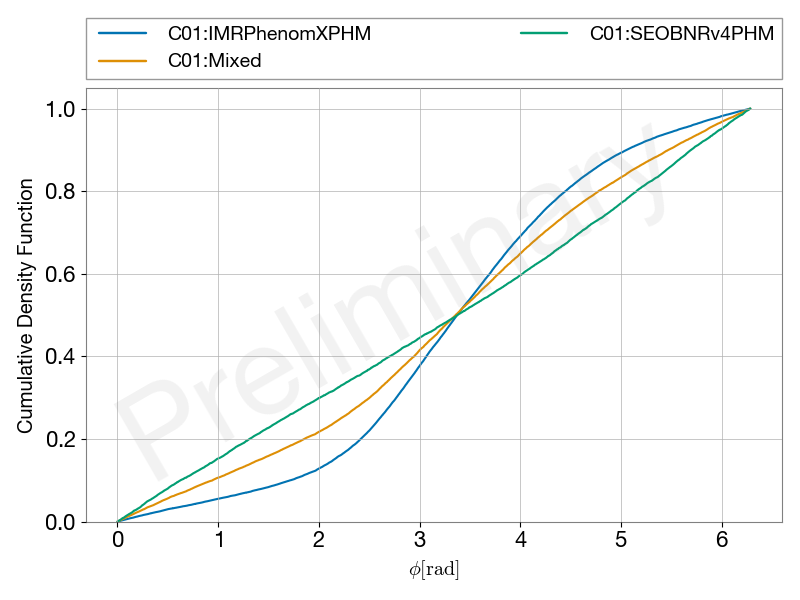 C01:IMRPhenomXPHM
C01:Mixed
C01:SEOBNRv4PHM
Cumulative Density Function
1.0
0.8
0.6
0.4
0.2
0.0
Preliminary
0 1 2 3 4 5 6
ϕ[rad]